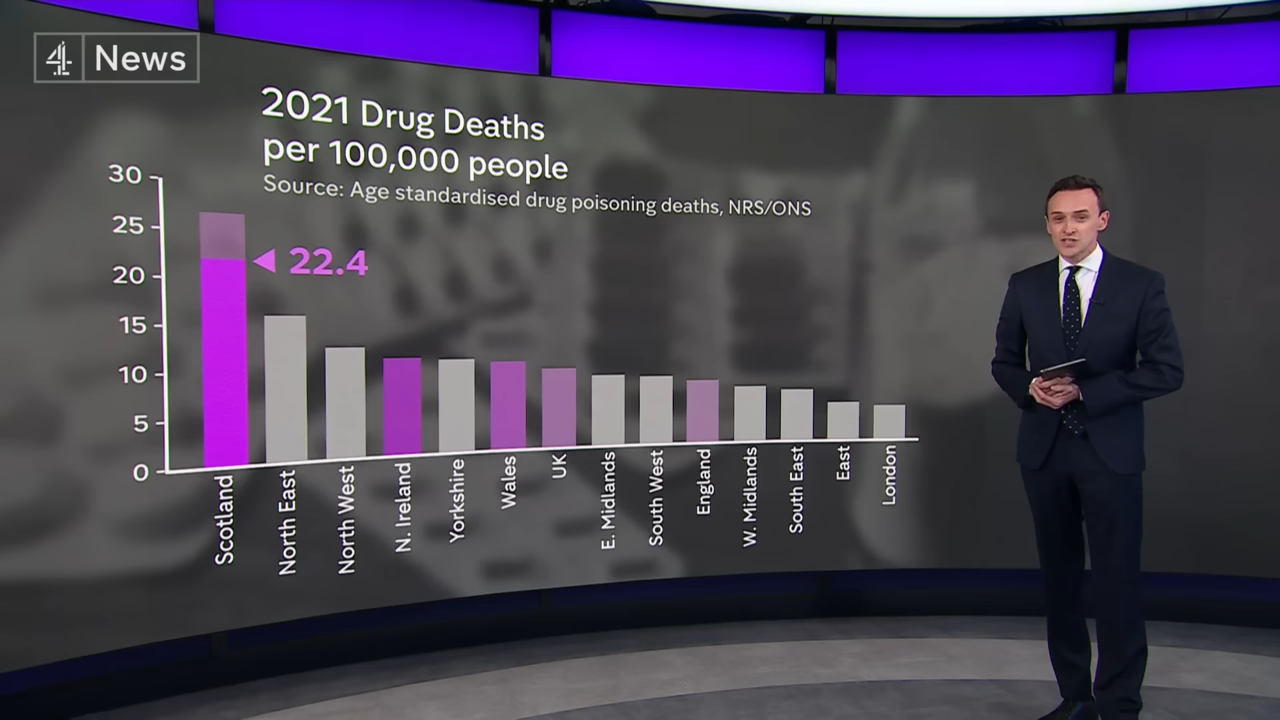 4 News
2021 Drug Deaths
per 100,000 people
Source: Age standardised drug poisoning deaths, NRS/ONS
30
25
20
15
10
5
0
22.4
Scotland
North East
North West
N. Ireland
Yorkshire
Wales
UK
E. Midlands
South West
England
W. Midlands
South East
East
London